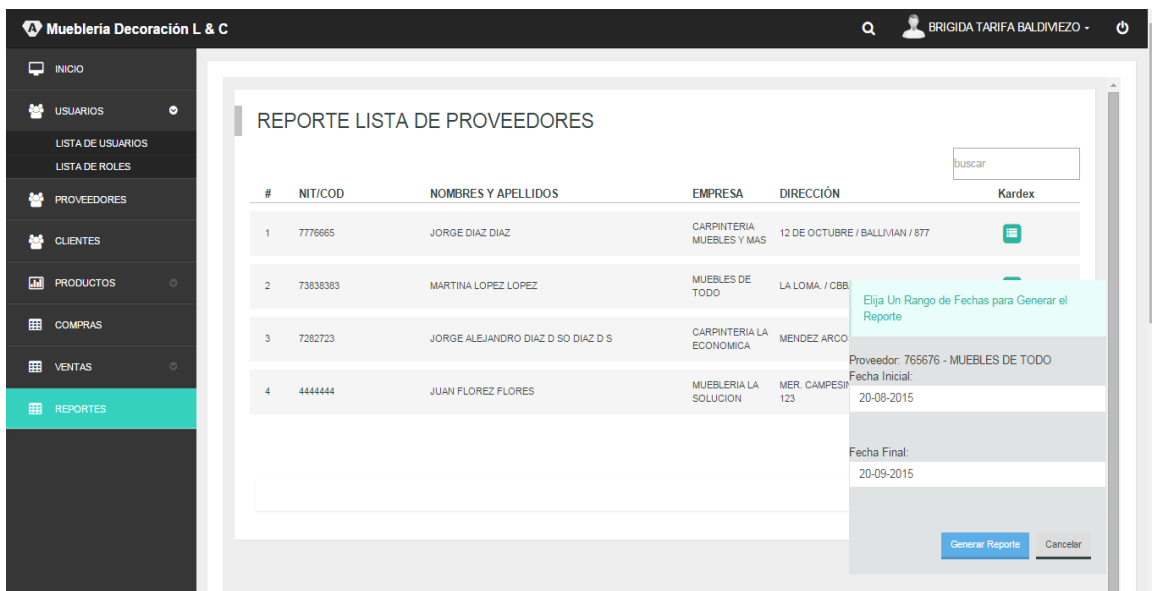 Mueblería Decoración L & C
BRIGIDA TARIFA BALDIVIEZO
INICIO
USUARIOS
LISTA DE USUARIOS
LISTA DE ROLES
PROVEEDORES
CLIENTES
PRODUCTOS
COMPRAS
VENTAS
REPORTES
REPORTE LISTA DE PROVEEDORES
buscar
# NIT/COD NOMBRES Y APELLIDOS EMPRESA DIRECCIÓN Kardex
1 7776665 JORGE DIAZ DIAZ CARPINTERIA MUEBLES Y MAS 12 DE OCTUBRE / BALLIVIAN / 877
2 73838383 MARTINA LOPEZ LOPEZ MUEBLES DE TODO LA LOMA. / CBB
3 7282723 JORGE ALEJANDRO DIAZ D SO DIAZ D S CARPINTERIA LA ECONOMICA MENDEZ ARCO
4 4444444 JUAN FLOREZ FLORES MUEBLERIA LA SOLUCION MER. CAMPESIN 123
Elija Un Rango de Fechas para Generar el
Reporte
Proveedor: 765676 - MUEBLES DE TODO
Fecha Inicial:
20-08-2015
Fecha Final:
20-09-2015
Generar Reporte Cancelar